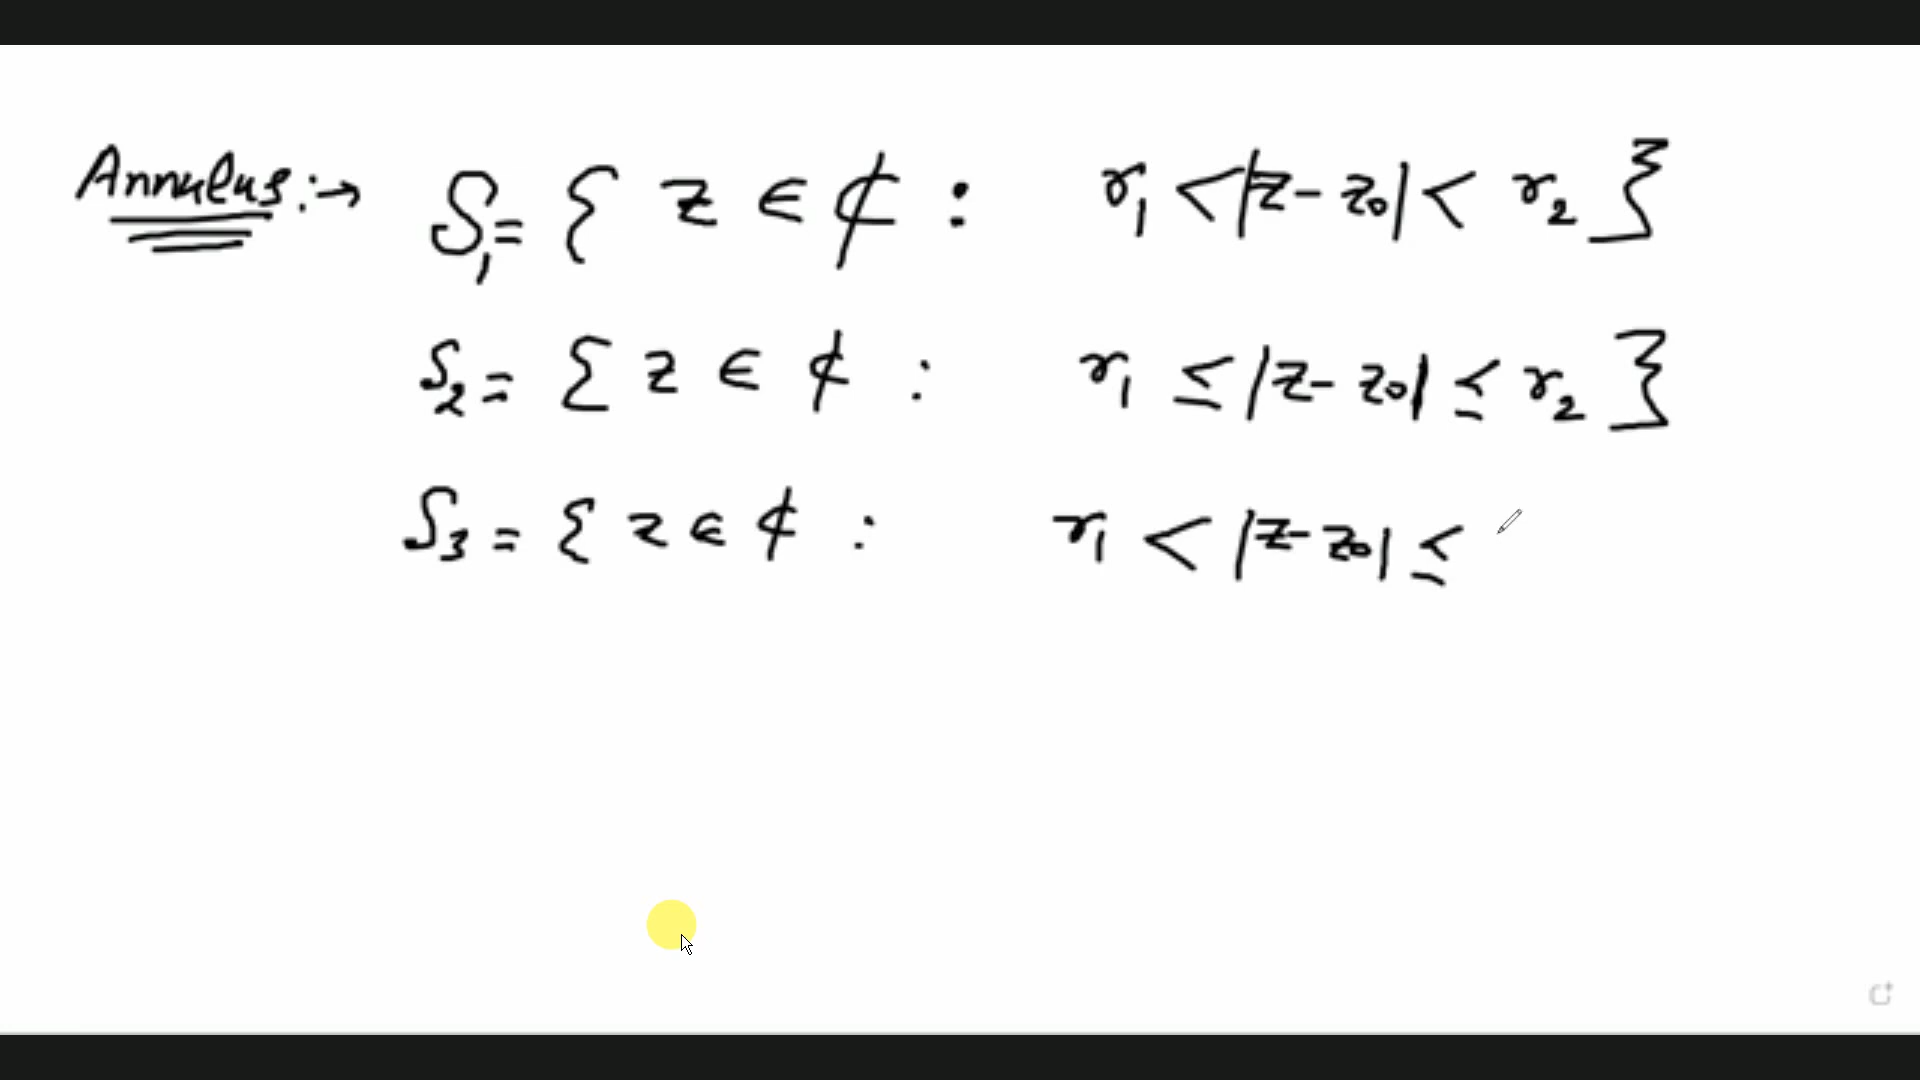 Annulus:→ S₁= { z ∈ ₵ : r₁ < |z - z₀| < r₂ }
S₂ = { z ∈ ₵ : r₁ ≤ |z - z₀| ≤ r₂ }
S₃ = { z ∈ ₵ : r₁ < |z - z₀| ≤